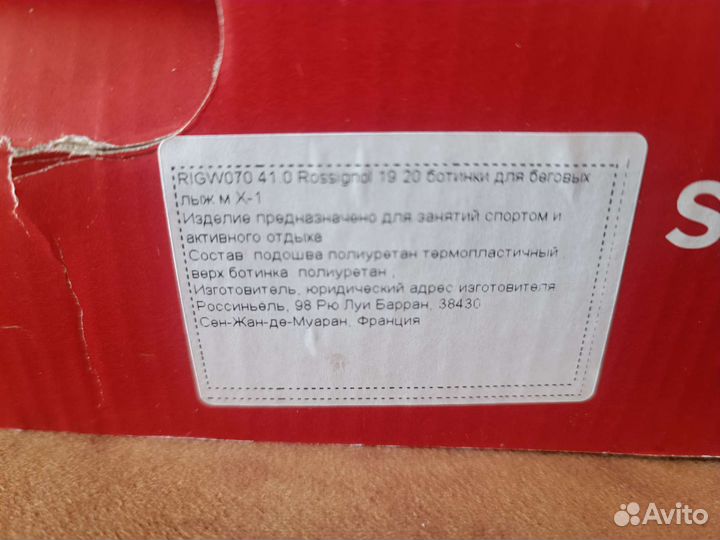 RIGW070 41.0 Rossignol 19 20 ботинки для беговых
лыж м X-1
Изделие предназначено для занятий спортом и
активного отдыха
Состав подошва полиуретан термопластичный
верх ботинка полиуретан.
Изготовитель, юридический адрес изготовителя
Россиньель, 98 Рю Луи Барран, 38430
Сен-Жан-де-Муаран, Франция
S
Avito